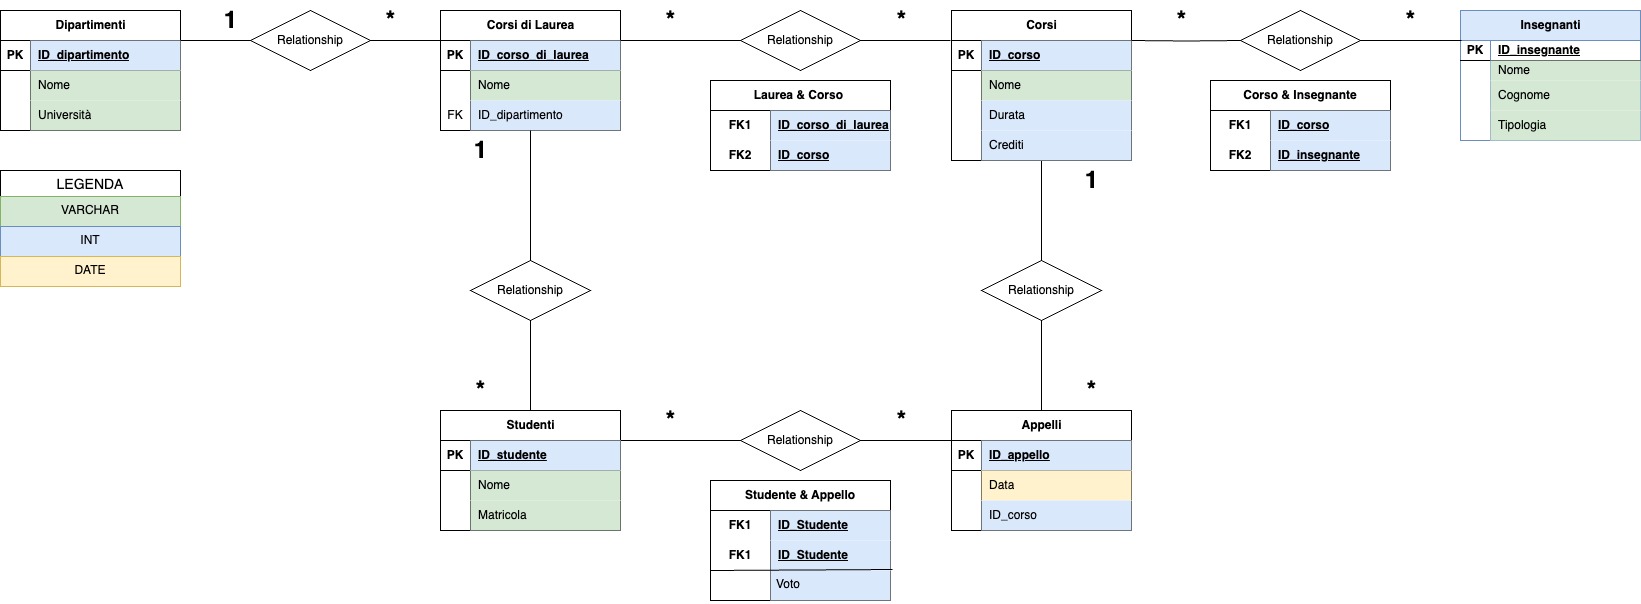 Dipartimenti
PK ID_dipartimento
Nome
Università
1
Relationship
*
Corsi di Laurea
PK ID_corso_di_laurea
Nome
FK ID_dipartimento
*
Relationship
*
Laurea & Corso
FK1 ID_corso_di_laurea
FK2 ID_corso
Corsi
PK ID_corso
Nome
Durata
Crediti
*
Relationship
*
Corso & Insegnante
FK1 ID_corso
FK2 ID_insegnante
Insegnanti
PK ID_insegnante
Nome
Cognome
Tipologia
LEGENDA
VARCHAR
INT
DATE
1
Relationship
*
1
Relationship
*
Studenti
PK ID_studente
Nome
Matricola
*
Relationship
*
Studente & Appello
FK1 ID_Studente
FK1 ID_Studente
Voto
Appelli
PK ID_appello
Data
ID_corso